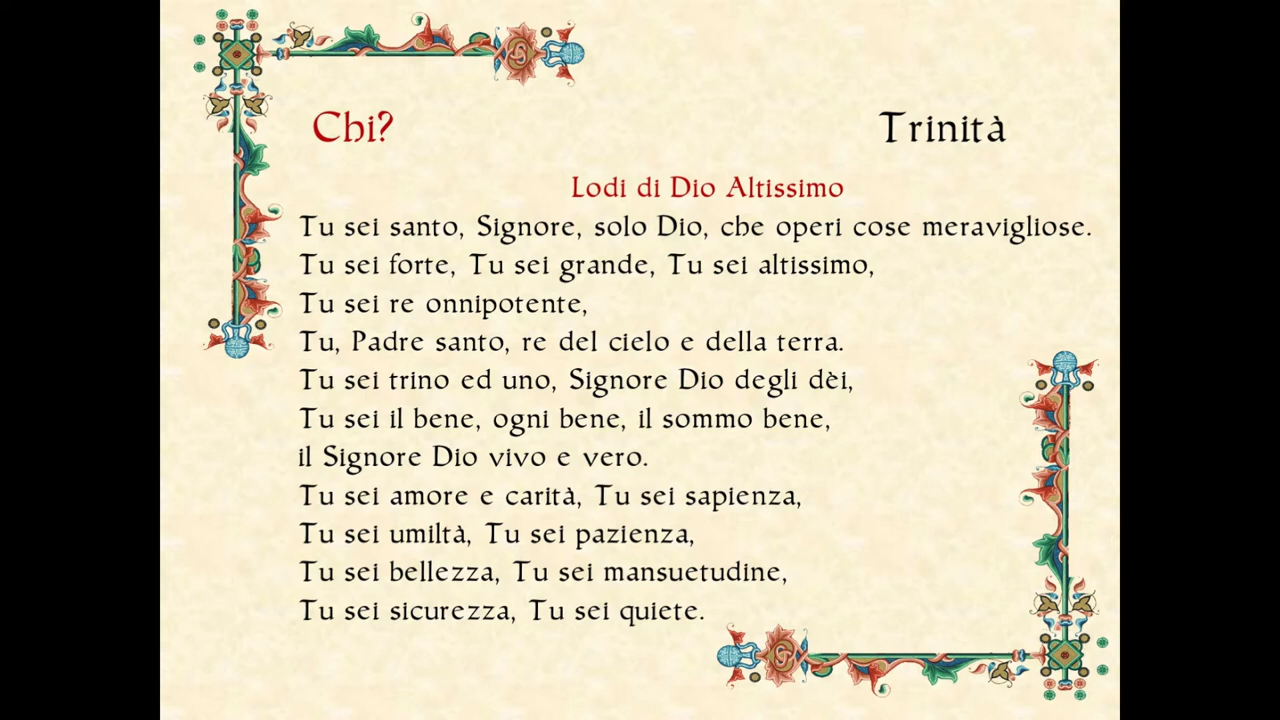 Chi?
Trinità
Lodi di Dio Altissimo
Tu sei santo, Signore, solo Dio, che operi cose meravigliose.
Tu sei forte, Tu sei grande, Tu sei altissimo,
Tu sei re onnipotente,
Tu, Padre santo, re del cielo e della terra.
Tu sei trino ed uno, Signore Dio degli dèi,
Tu sei il bene, ogni bene, il sommo bene,
il Signore Dio vivo e vero.
Tu sei amore e carità, Tu sei sapienza,
Tu sei umiltà, Tu sei pazienza,
Tu sei bellezza, Tu sei mansuetudine,
Tu sei sicurezza, Tu sei quiete.